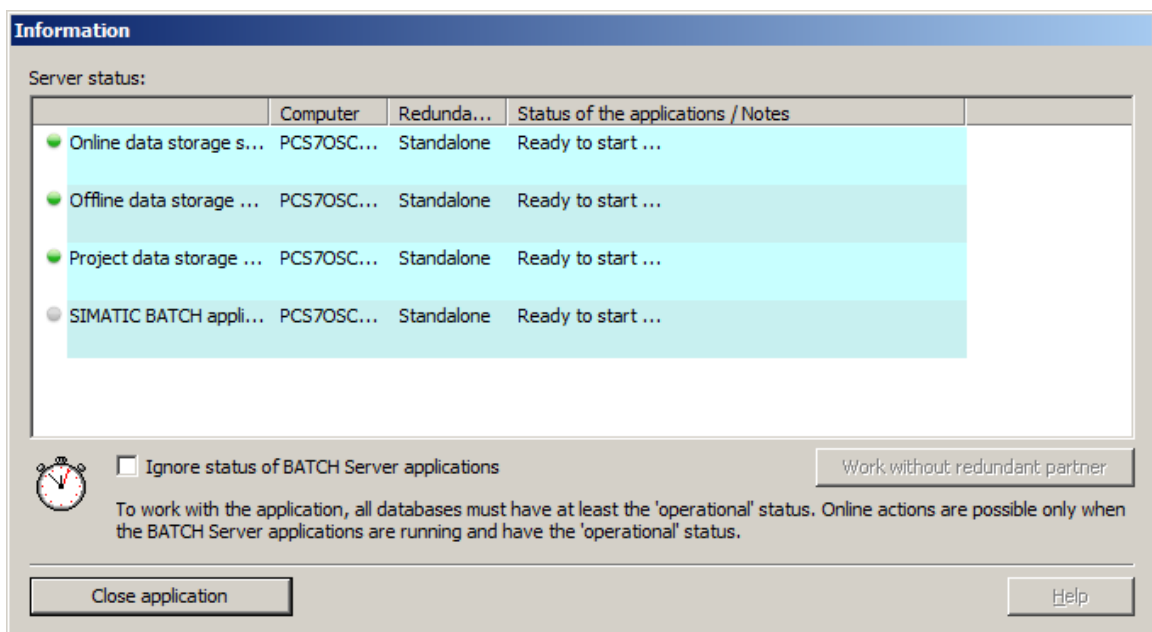 Information
Server status:
Computer Redunda... Status of the applications / Notes
Online data storage s... PCS7OSC... Standalone Ready to start ...
Offline data storage ... PCS7OSC... Standalone Ready to start ...
Project data storage ... PCS7OSC... Standalone Ready to start ...
SIMATIC BATCH appli... PCS7OSC... Standalone Ready to start ...
Ignore status of BATCH Server applications
Work without redundant partner
To work with the application, all databases must have at least the 'operational' status. Online actions are possible only when
the BATCH Server applications are running and have the 'operational' status.
Close application
Help